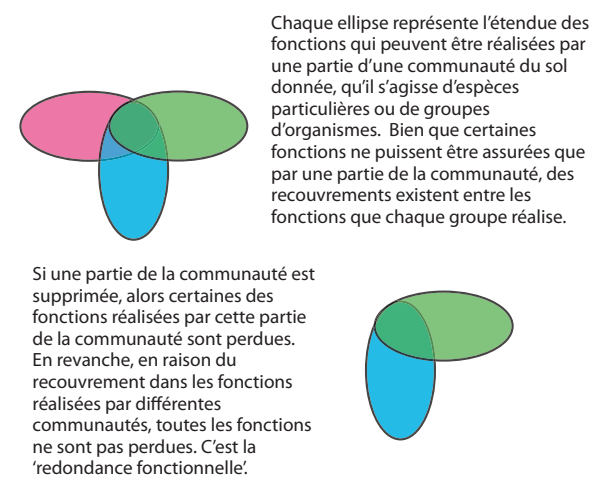 Chaque ellipse représente l’étendue des
fonctions qui peuvent être réalisées par
une partie d’une communauté du sol
donnée, qu’il s’agisse d’espèces
particulières ou de groupes
d’organismes.  Bien que certaines
fonctions ne puissent être assurées que
par une partie de la communauté, des
recouvrements existent entre les
fonctions que chaque groupe réalise.
Si une partie de la communauté est
supprimée, alors certaines des
fonctions réalisées par cette partie
de la communauté sont perdues.
En revanche, en raison du
recouvrement dans les fonctions
réalisées par différentes
communautés, toutes les fonctions
ne sont pas perdues. C’est la
‘redondance fonctionnelle’.